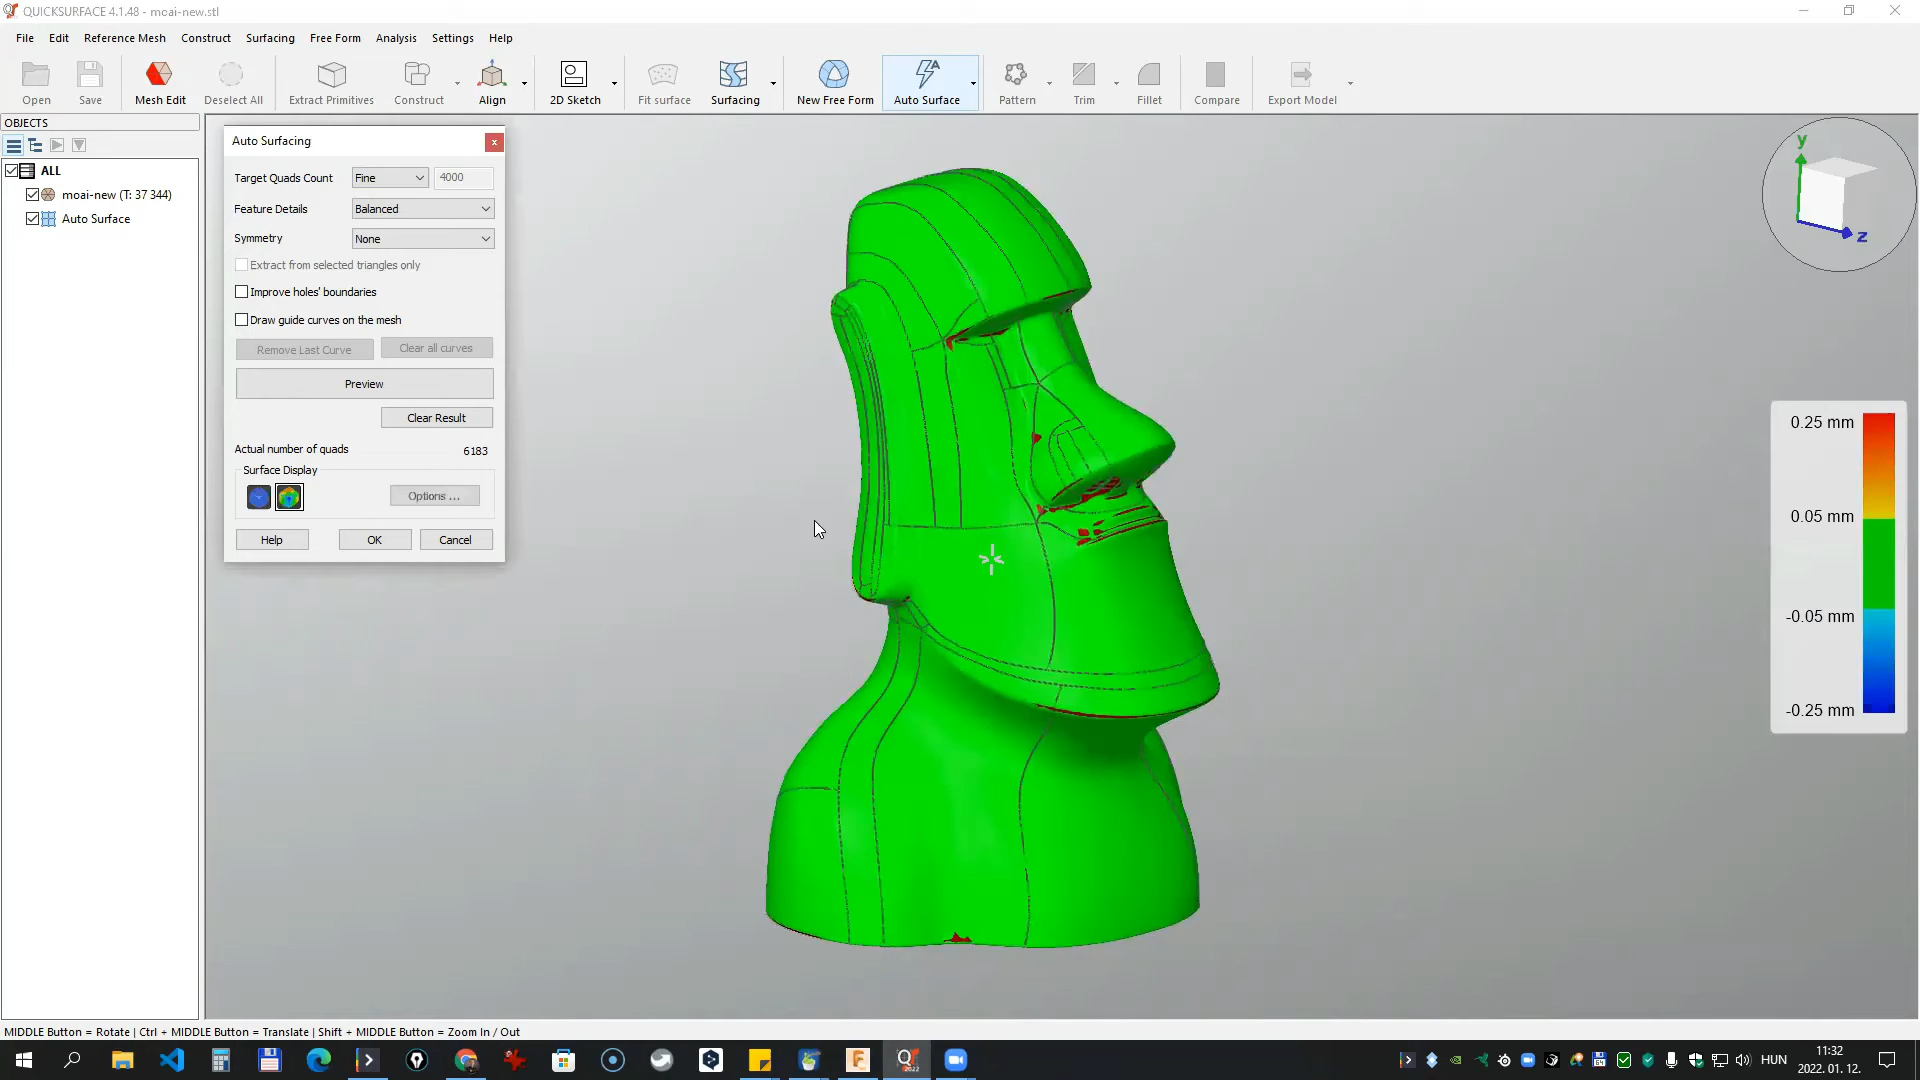 QUICKSURFACE 4.1.48 - moai-new.stl
File Edit Reference Mesh Construct Surfacing Free Form Analysis Settings Help
Open Save Mesh Edit Deselect All Extract Primitives Construct Align 2D Sketch Fit surface Surfacing New Free Form Auto Surface Pattern Trim Fillet Compare Export Model
OBJECTS
ALL
moai-new (T: 37 344)
Auto Surface
Auto Surfacing
Target Quads Count Fine 4000
Feature Details Balanced
Symmetry None
Extract from selected triangles only
Improve holes' boundaries
Draw guide curves on the mesh
Remove Last Curve Clear all curves
Preview
Clear Result
Actual number of quads 6183
Surface Display
Options ...
Help OK Cancel
y
z
0.25 mm
0.05 mm
-0.05 mm
-0.25 mm
MIDDLE Button = Rotate | Ctrl + MIDDLE Button = Translate | Shift + MIDDLE Button = Zoom In / Out
HUN
11:32
2022. 01. 12.